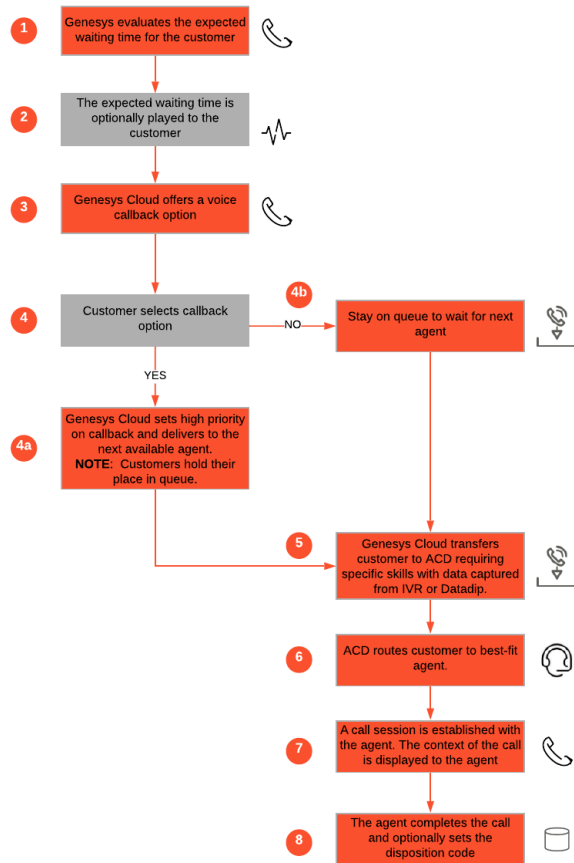 1
Genesys evaluates the expected
waiting time for the customer
2
The expected waiting time is
optionally played to the
customer
3
Genesys Cloud offers a voice
callback option
4
Customer selects callback
option
NO
4b
Stay on queue to wait for next
agent
YES
4a
Genesys Cloud sets high priority
on callback and delivers to the
next available agent.
NOTE: Customers hold their
place in queue.
5
Genesys Cloud transfers
customer to ACD requiring
specific skills with data captured
from IVR or Datadip.
6
ACD routes customer to best-fit
agent.
7
A call session is established with
the agent. The context of the call
is displayed to the agent
8
The agent completes the call
and optionally sets the
disposition code